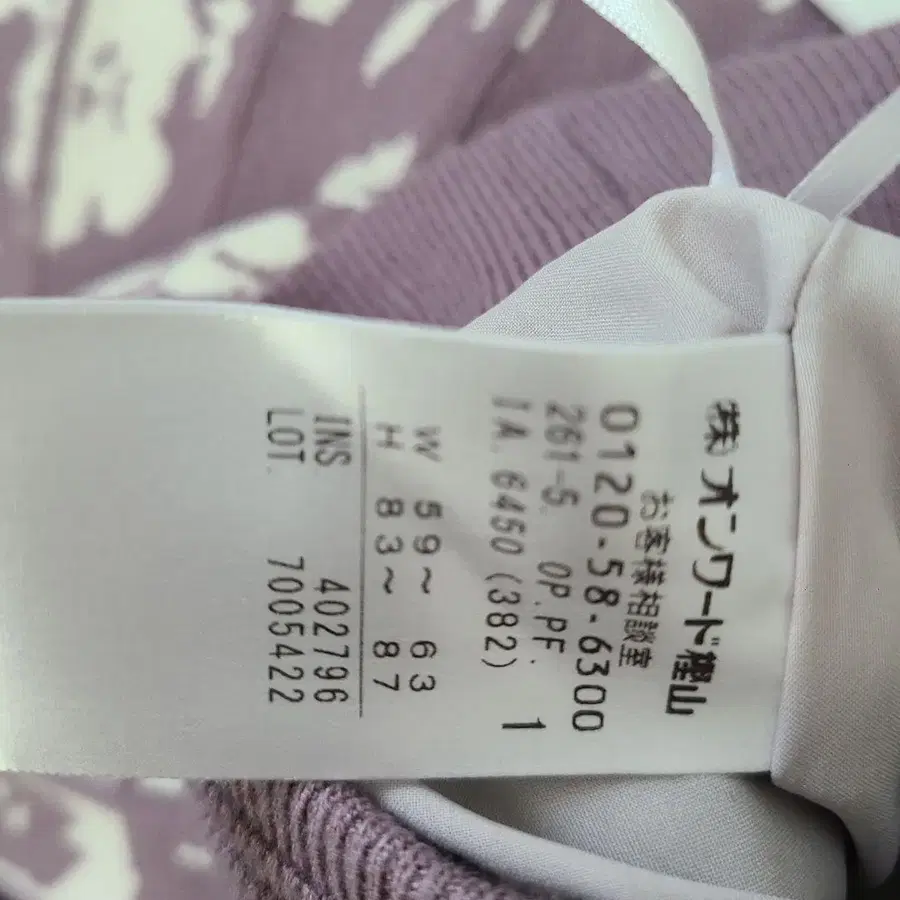 ㈱オンワード樫山
お客様相談室
0120-58-6300
261-5. OP.PF. 1
IA.6450(382)
W 59~ 63
H 83~ 87
INS. 402796
LOT. 7005422